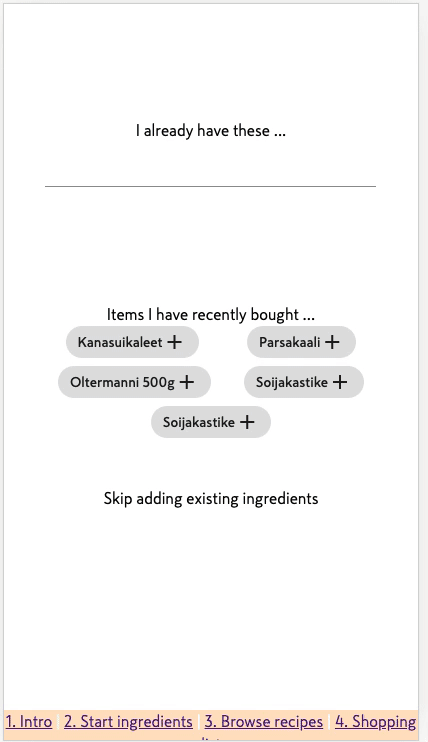 I already have these ...
Items I have recently bought ...
Kanasuikaleet + Parsakaali +
Oltermanni 500g + Soijakastike +
Soijakastike +
Skip adding existing ingredients
1. Intro | 2. Start ingredients | 3. Browse recipes | 4. Shopping